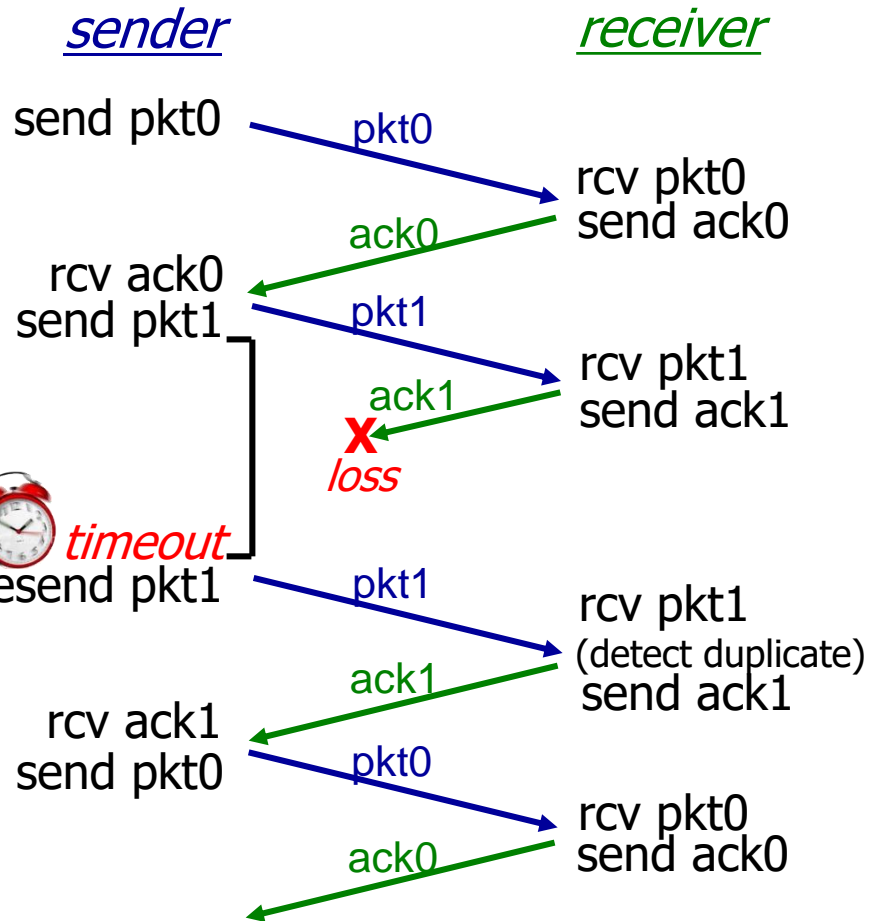 sender
receiver
send pkt0
pkt0
rcv pkt0
send ack0
ack0
rcv ack0
send pkt1
pkt1
rcv pkt1
send ack1
ack1
X
loss
timeout
esend pkt1
pkt1
rcv pkt1
(detect duplicate)
send ack1
ack1
rcv ack1
send pkt0
pkt0
rcv pkt0
send ack0
ack0